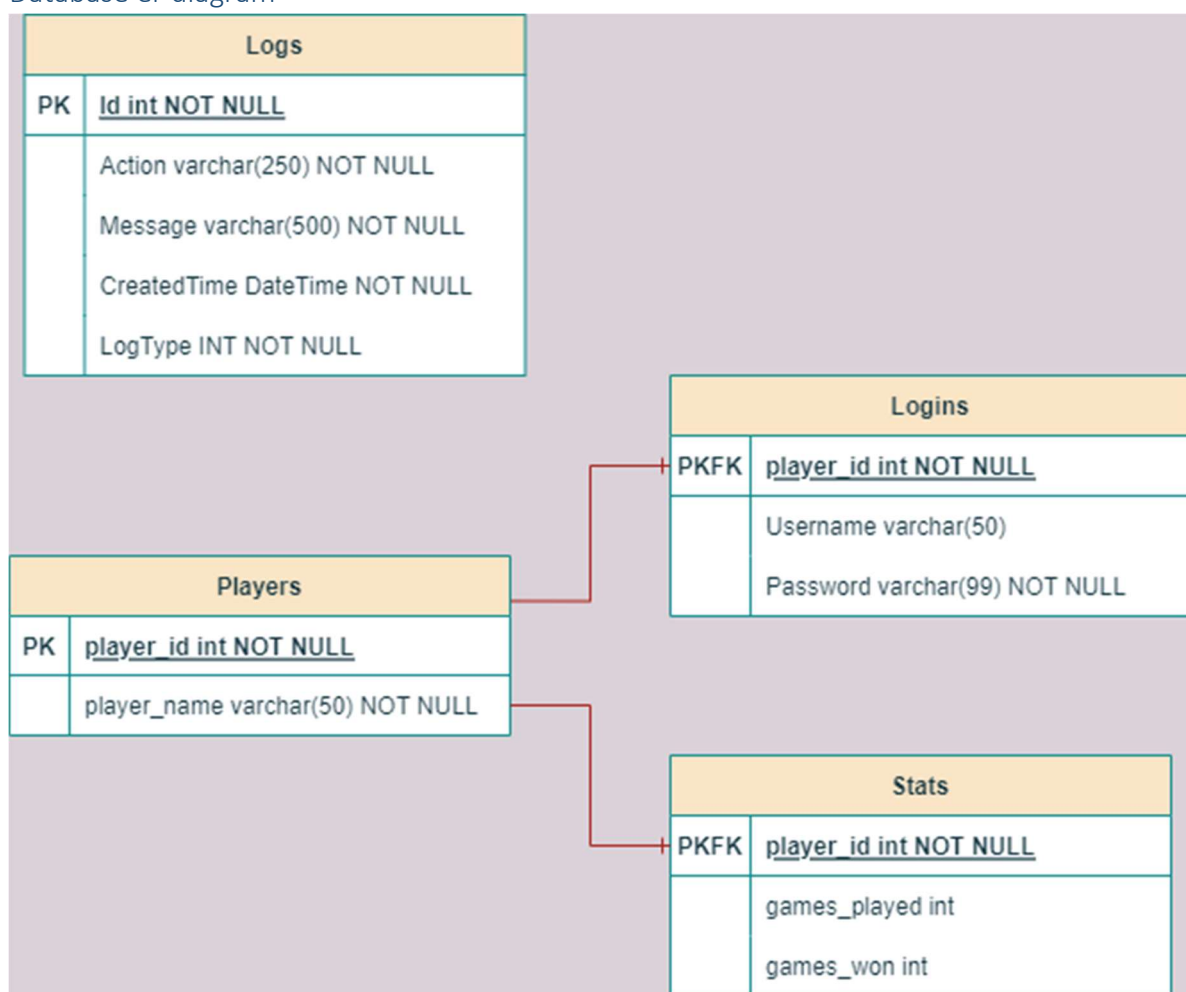 Database er diagram
Logs
PK Id int NOT NULL
Action varchar(250) NOT NULL
Message varchar(500) NOT NULL
CreatedTime DateTime NOT NULL
LogType INT NOT NULL
Logins
PKFK player_id int NOT NULL
Username varchar(50)
Password varchar(99) NOT NULL
Players
PK player_id int NOT NULL
player_name varchar(50) NOT NULL
Stats
PKFK player_id int NOT NULL
games_played int
games_won int